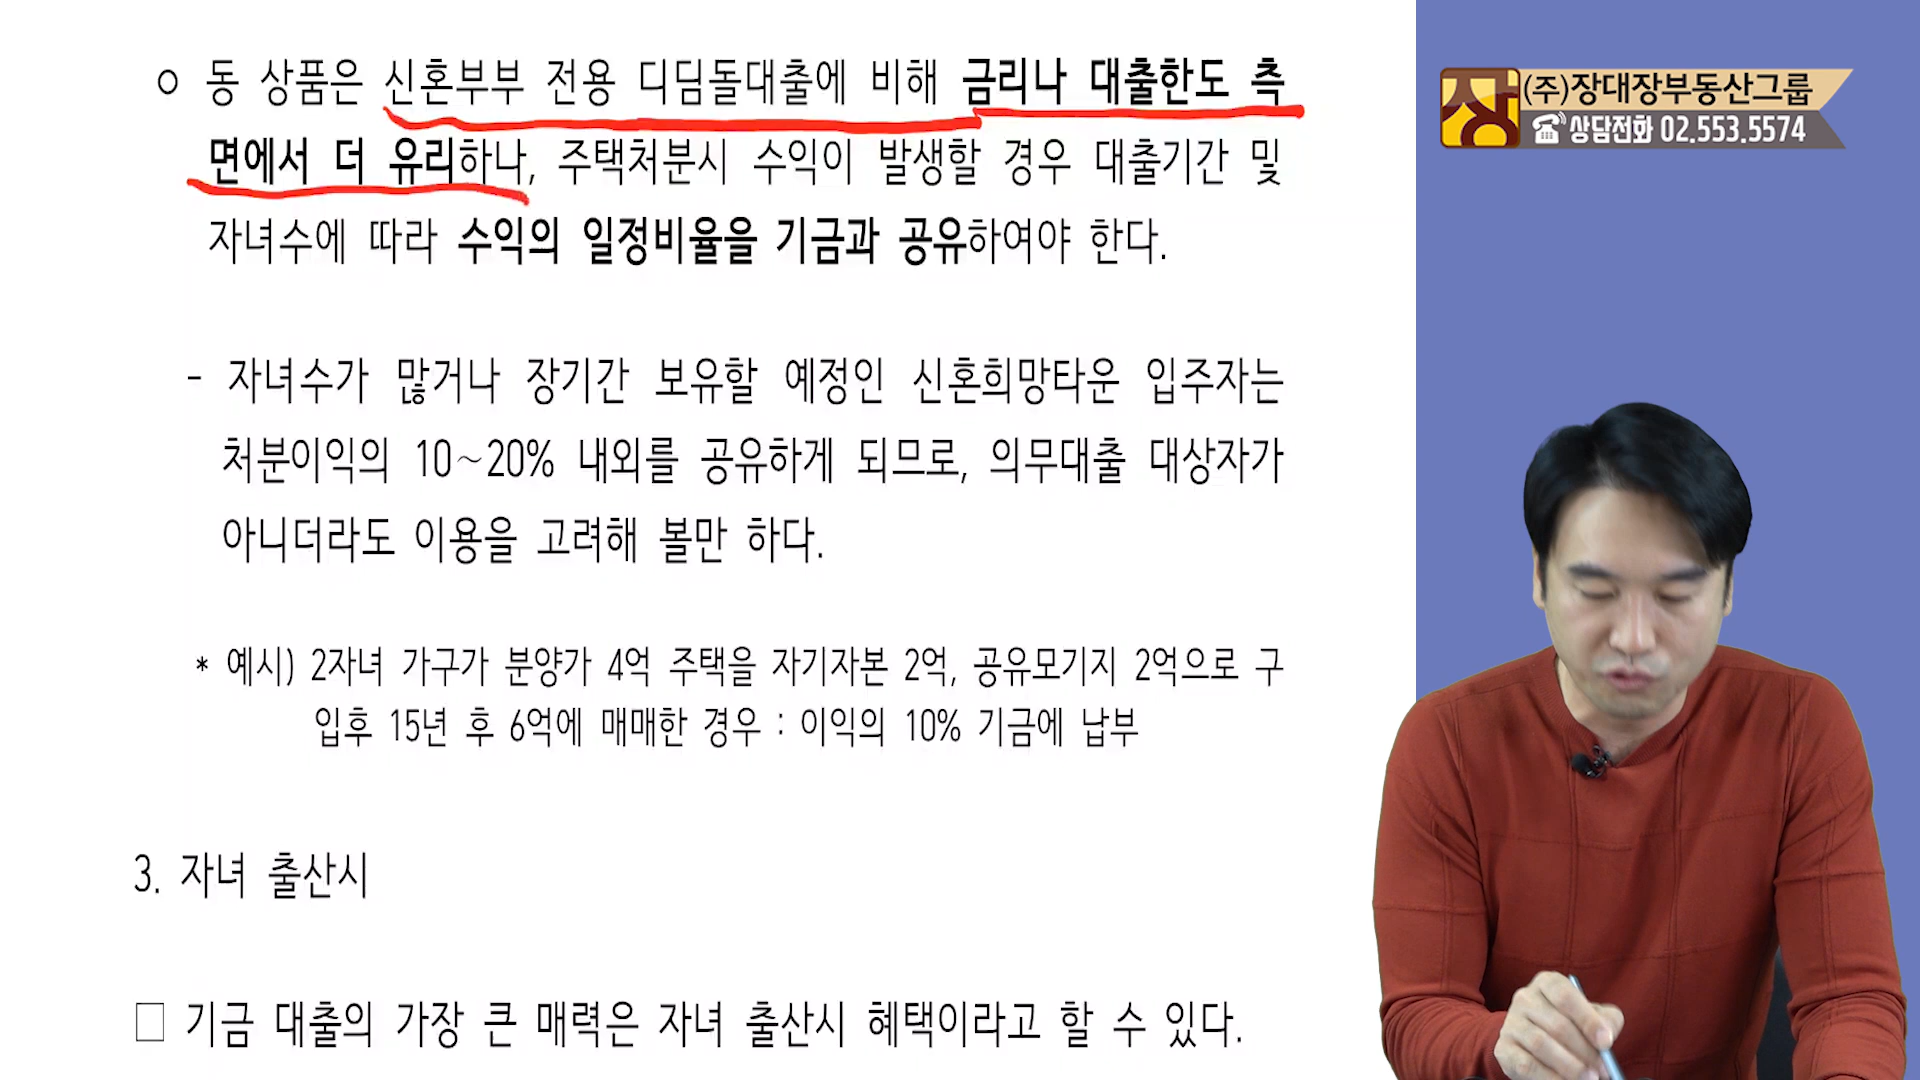 ㅇ 동 상품은 신혼부부 전용 디딤돌대출에 비해 금리나 대출한도 측
면에서 더 유리하나, 주택처분시 수익이 발생할 경우 대출기간 및
자녀수에 따라 수익의 일정비율을 기금과 공유하여야 한다.
- 자녀수가 많거나 장기간 보유할 예정인 신혼희망타운 입주자는
처분이익의 10~20% 내외를 공유하게 되므로, 의무대출 대상자가
아니더라도 이용을 고려해 볼만 하다.
* 예시) 2자녀 가구가 분양가 4억 주택을 자기자본 2억, 공유모기지 2억으로 구
입후 15년 후 6억에 매매한 경우 : 이익의 10% 기금에 납부
3. 자녀 출산시
□ 기금 대출의 가장 큰 매력은 자녀 출산시 혜택이라고 할 수 있다.
장
(주)장대장부동산그룹
☎ 상담전화 02.553.5574